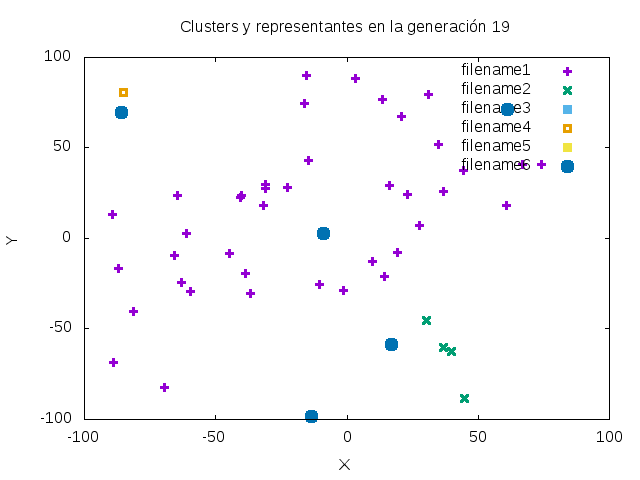 Clusters y representantes en la generación 19
100
50
0
-50
-100
-100
-50
0
50
100
Y
X
filename1
filename2
filename3
filename4
filename5
filename6